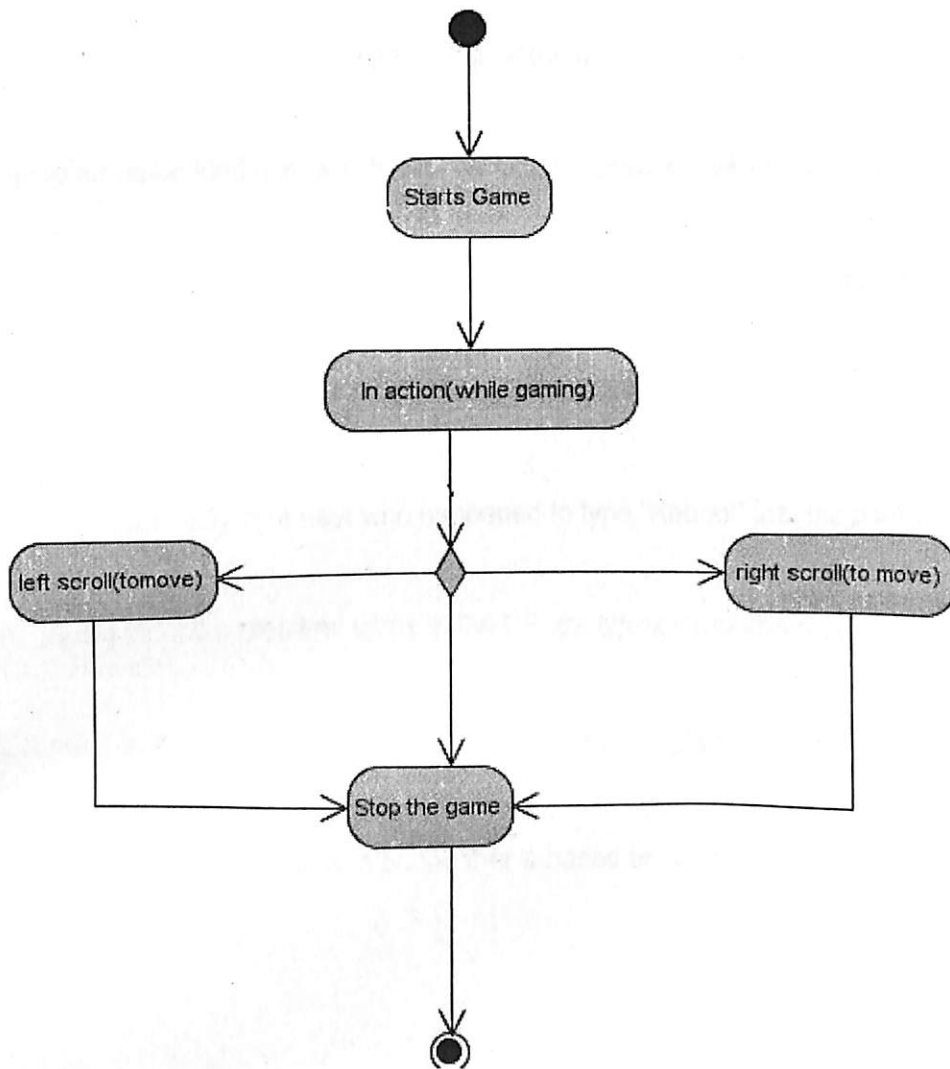 Starts Game
In action(while gaming)
left scroll(tomove)
right scroll(to move)
Stop the game